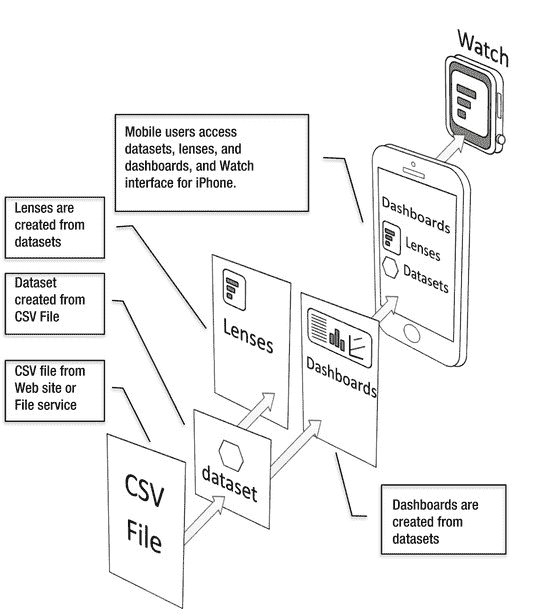 Watch
Mobile users access
datasets, lenses, and
dashboards, and Watch
interface for iPhone.
Dashboards
Lenses
Datasets
Lenses are
created from
datasets
Dataset
created from
CSV File
CSV file from
Web site or
File service
Lenses
Dashboards
dataset
CSV
File
Dashboards are
created from
datasets